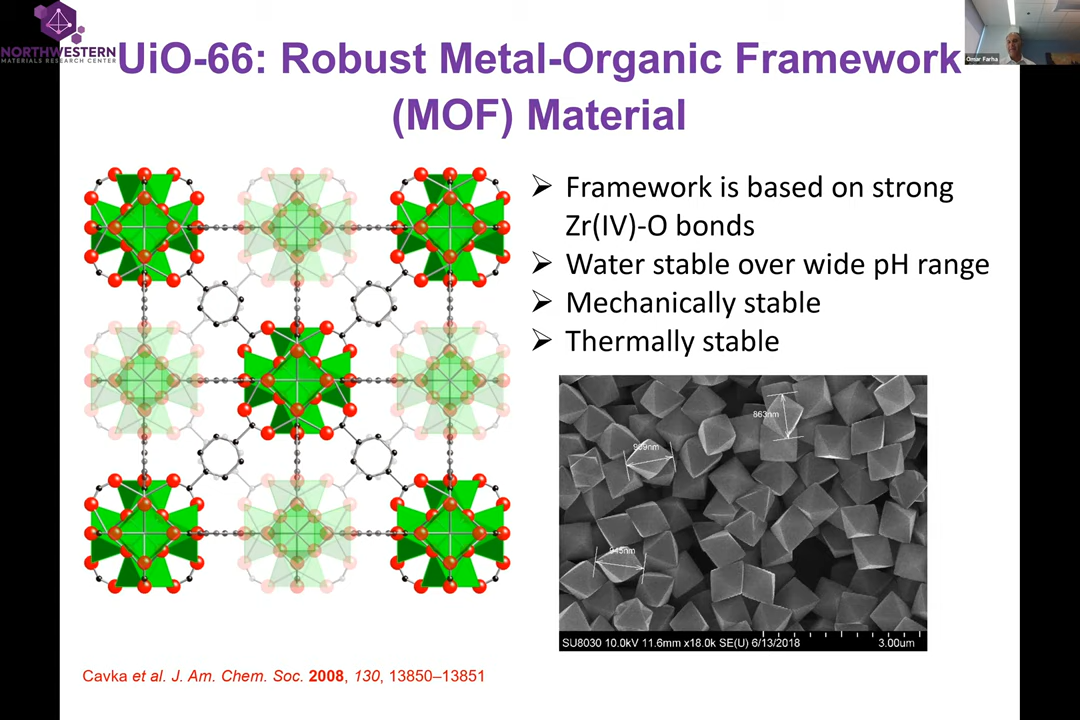 NORTHWESTERN
MATERIALS RESEARCH CENTER
UiO-66: Robust Metal-Organic Framework
(MOF) Material
Omar Farha
➢ Framework is based on strong
Zr(IV)-O bonds
➢ Water stable over wide pH range
➢ Mechanically stable
➢ Thermally stable
863nm
945nm
SU8030 10.0kV 11.6mm x18.0k SE(U) 6/13/2018
3.00um
Cavka et al. J. Am. Chem. Soc. 2008, 130, 13850–13851